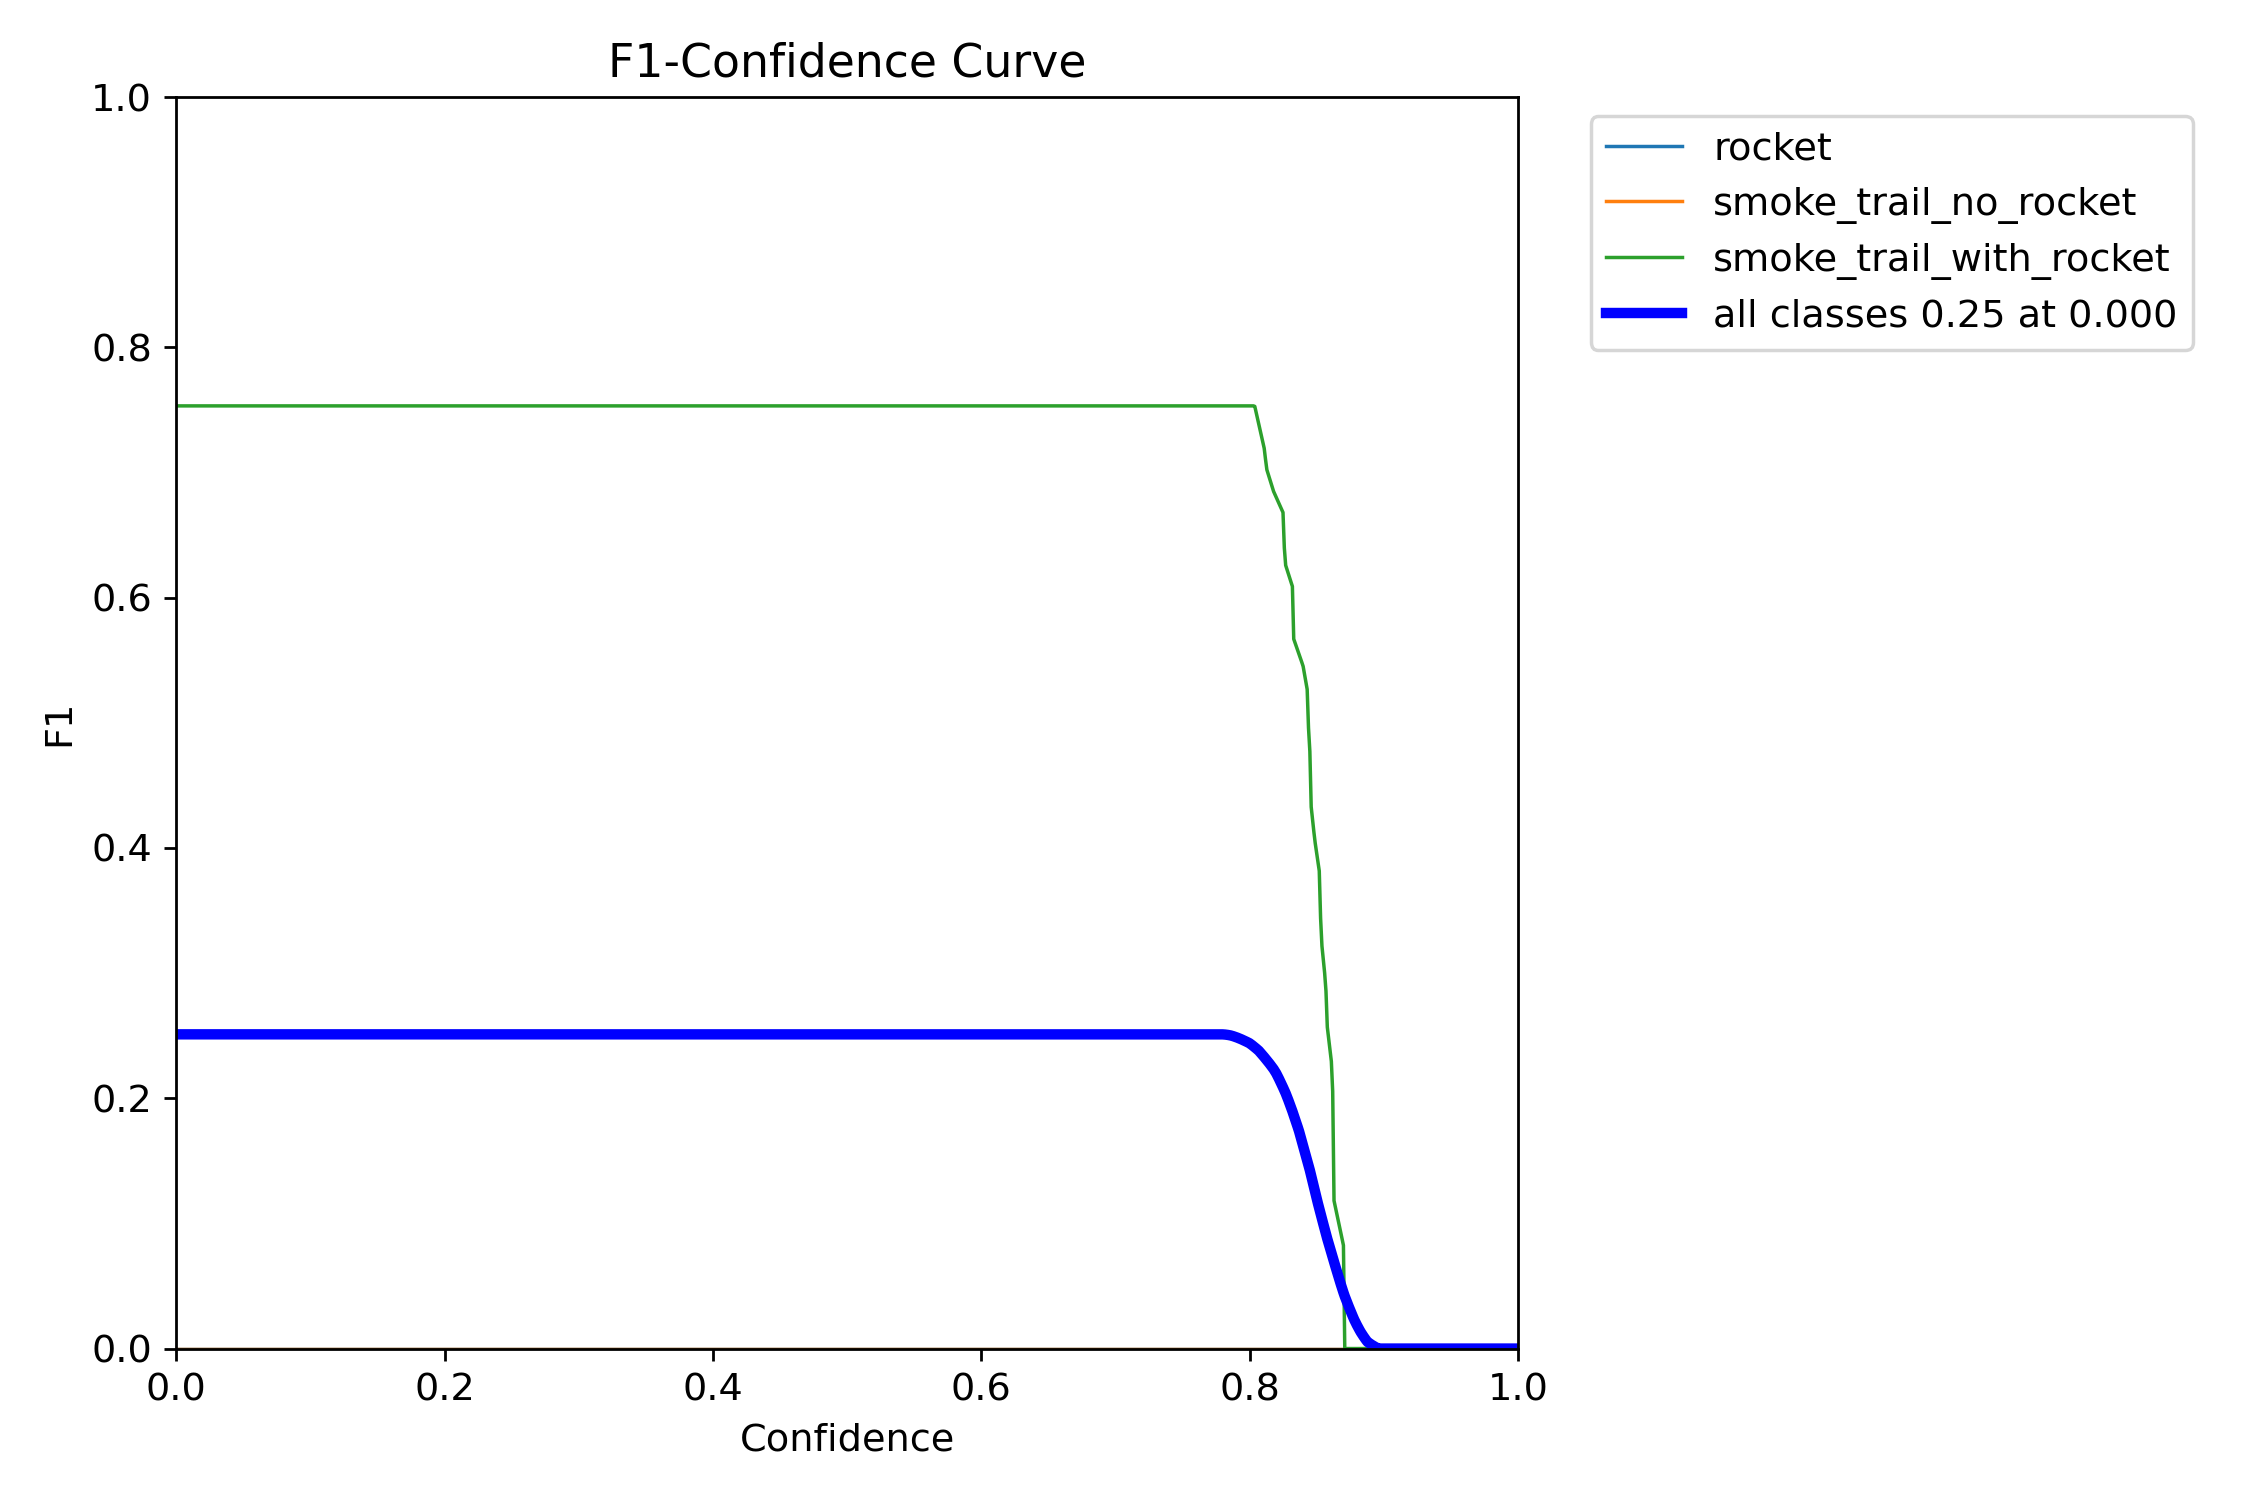 F1-Confidence Curve
1.0
0.8
0.6
0.4
0.2
0.0
F1
0.0 0.2 0.4 0.6 0.8 1.0
Confidence
rocket
smoke_trail_no_rocket
smoke_trail_with_rocket
all classes 0.25 at 0.000